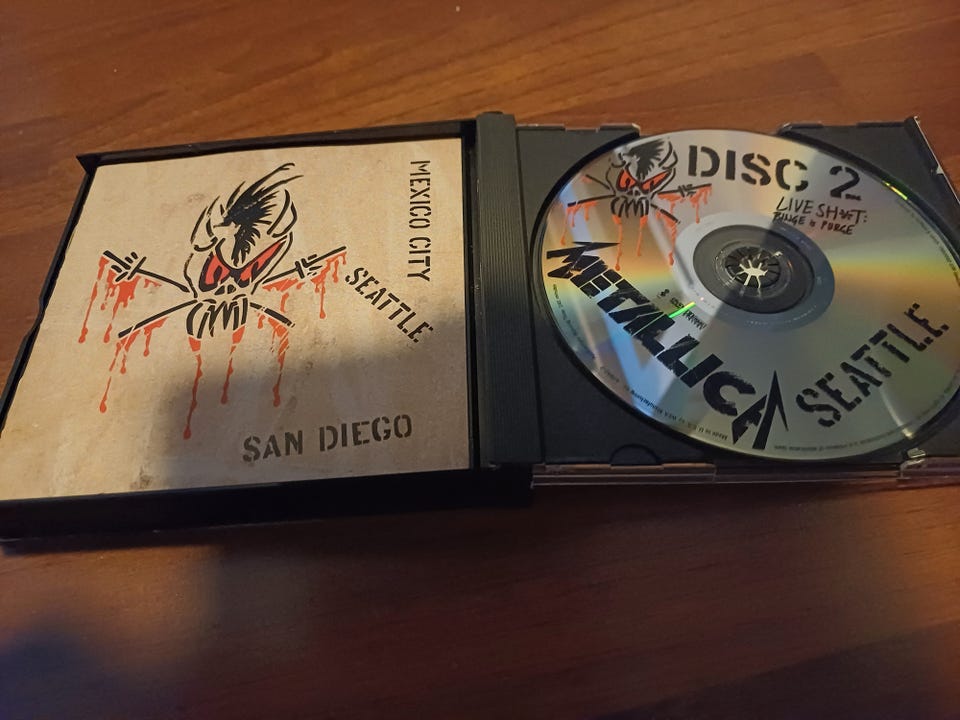 MEXICO CITY
SEATTLE
SAN DIEGO
DISC 2
LIVE SH*T:
BINGE & PURGE
METALLICA
SEATTLE